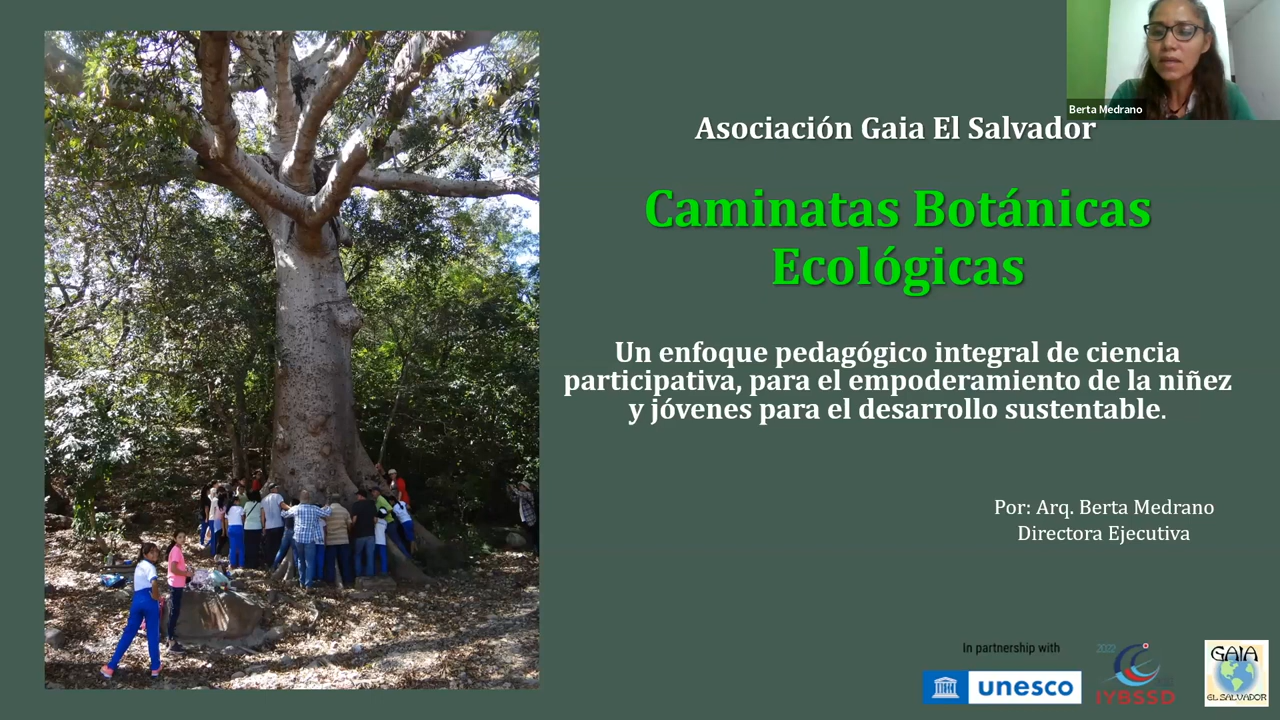 Berta Medrano
Asociación Gaia El Salvador
Caminatas Botánicas
Ecológicas
Un enfoque pedagógico integral de ciencia
participativa, para el empoderamiento de la niñez
y jóvenes para el desarrollo sustentable.
Por: Arq. Berta Medrano
Directora Ejecutiva
In partnership with
unesco
2022
IYBSSD
GAIA
EL SALVADOR